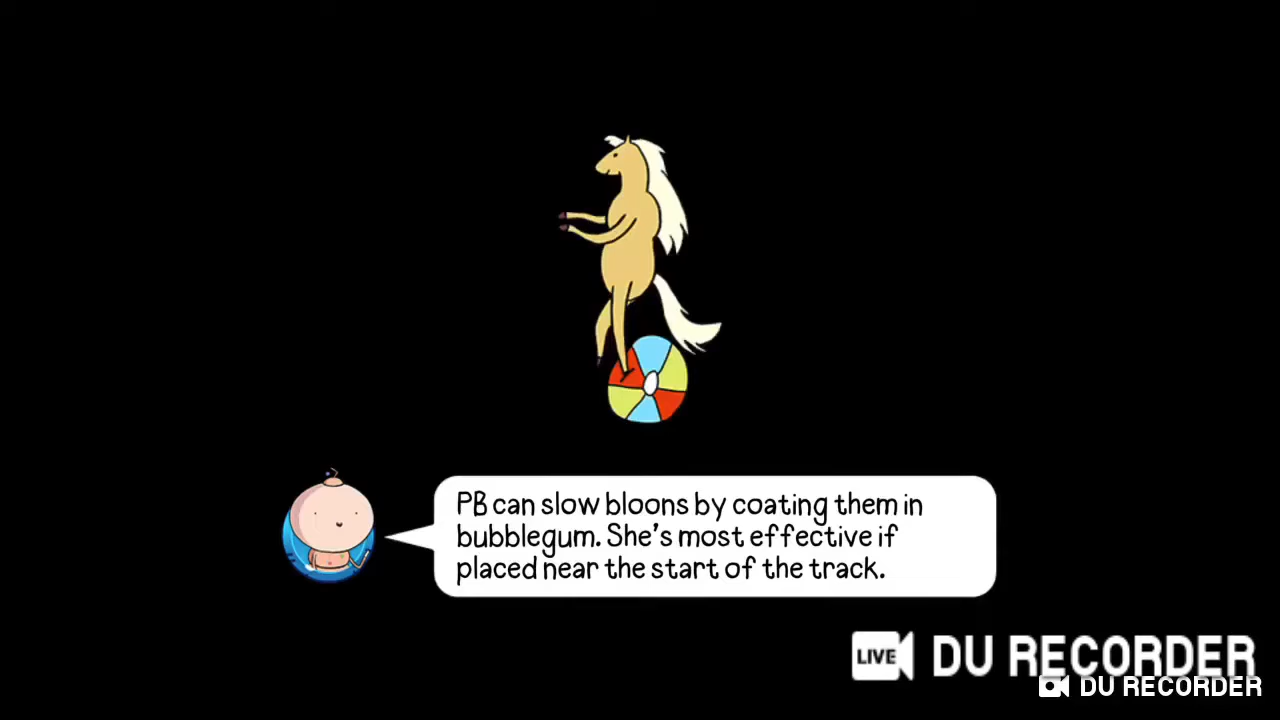 PB can slow bloons by coating them in
bubblegum. She's most effective if
placed near the start of the track.
LIVE DU RECORDER
DU RECORDER